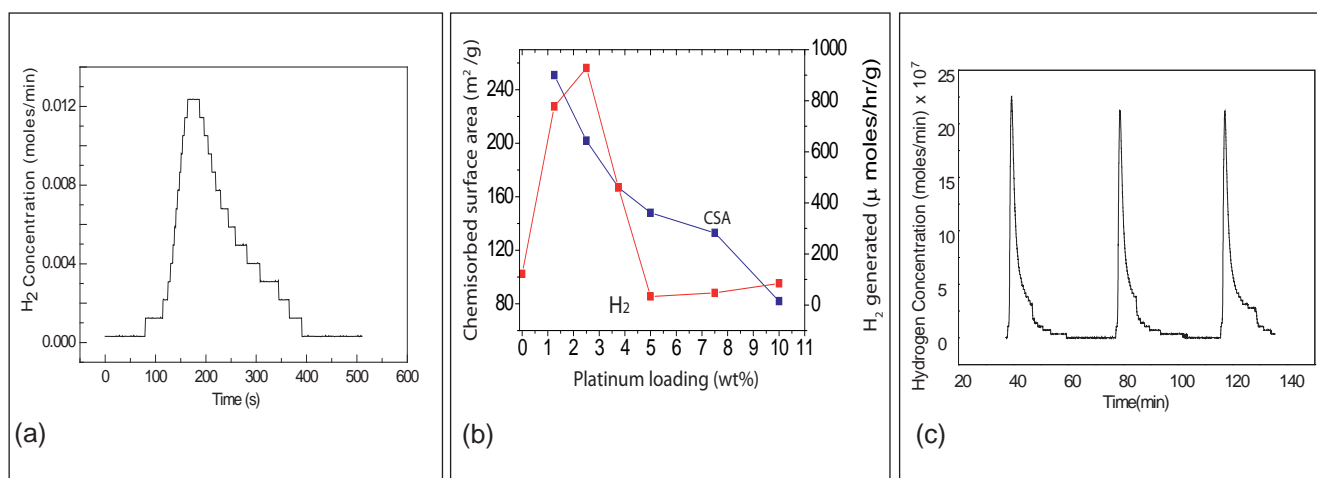 H2 Concentration (moles/min)
0.012
0.008
0.004
0.000
0 100 200 300 400 500 600
Time (s)
(a)
Chemisorbed surface area (m2 /g)
240
200
160
120
80
CSA
H2
1000
800
600
400
200
0
H2 generated (μ moles/hr/g)
0 1 2 3 4 5 6 7 8 9 10 11
Platinum loading (wt%)
(b)
Hydrogen Concentration (moles/min) x 10^7
25
20
15
10
5
0
20 40 60 80 100 120 140
Time(min)
(c)